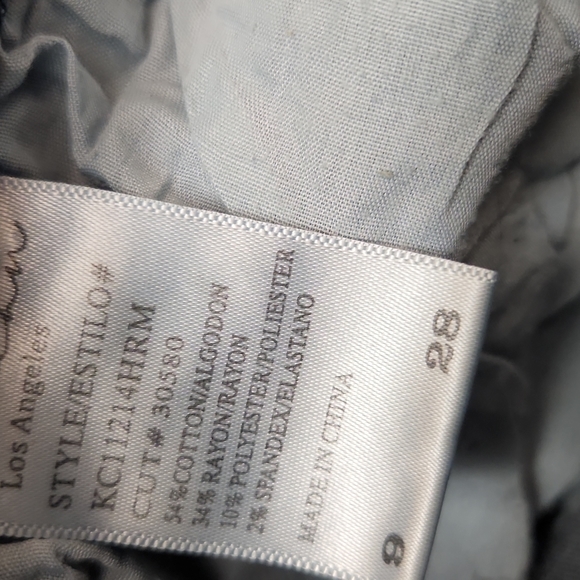 Los Angeles
STYLE/ESTILO#
KC11214HRM
CUT# 30580
54%COTTON/ALGODON
34%RAYON/RAYON
10%POLYESTER/POLIESTER
2%SPANDEX/ELASTANO
MADE IN CHINA
9 28